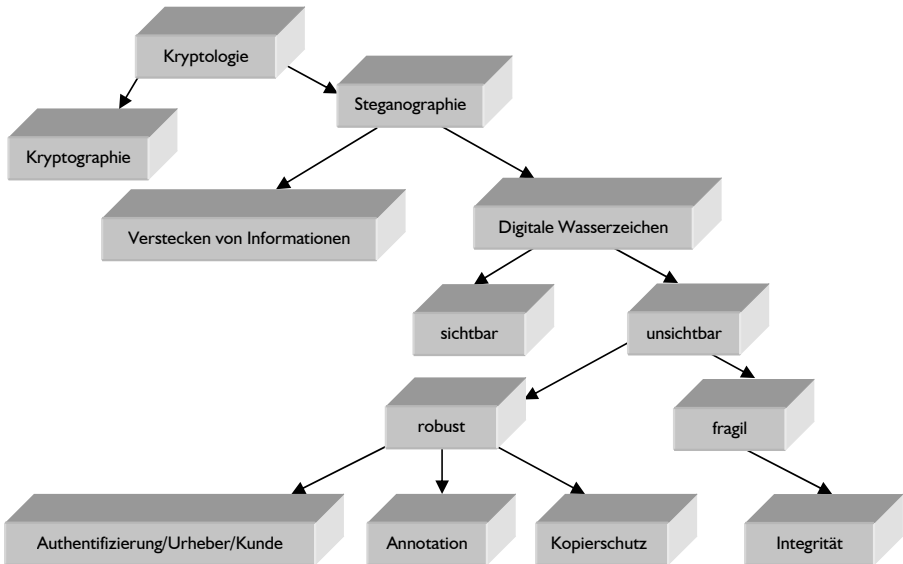 Kryptologie
Steganographie
Kryptographie
Verstecken von Informationen
Digitale Wasserzeichen
sichtbar
unsichtbar
robust
fragil
Authentifizierung/Urheber/Kunde
Annotation
Kopierschutz
Integrität